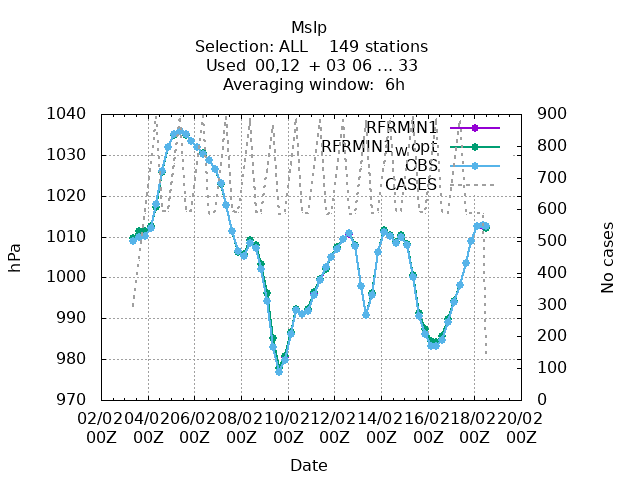 Mslp
Selection: ALL 149 stations
Used 00,12 + 03 06 ... 33
Averaging window: 6h
1040
1030
1020
1010
1000
990
980
970
900
800
700
600
500
400
300
200
100
0
hPa
No cases
RFRMIN1
RFRMIN1w opt
OBS
CASES
02/02 04/02 06/02 08/02 10/02 12/02 14/02 16/02 18/02 20/02
00Z 00Z 00Z 00Z 00Z 00Z 00Z 00Z 00Z 00Z
Date